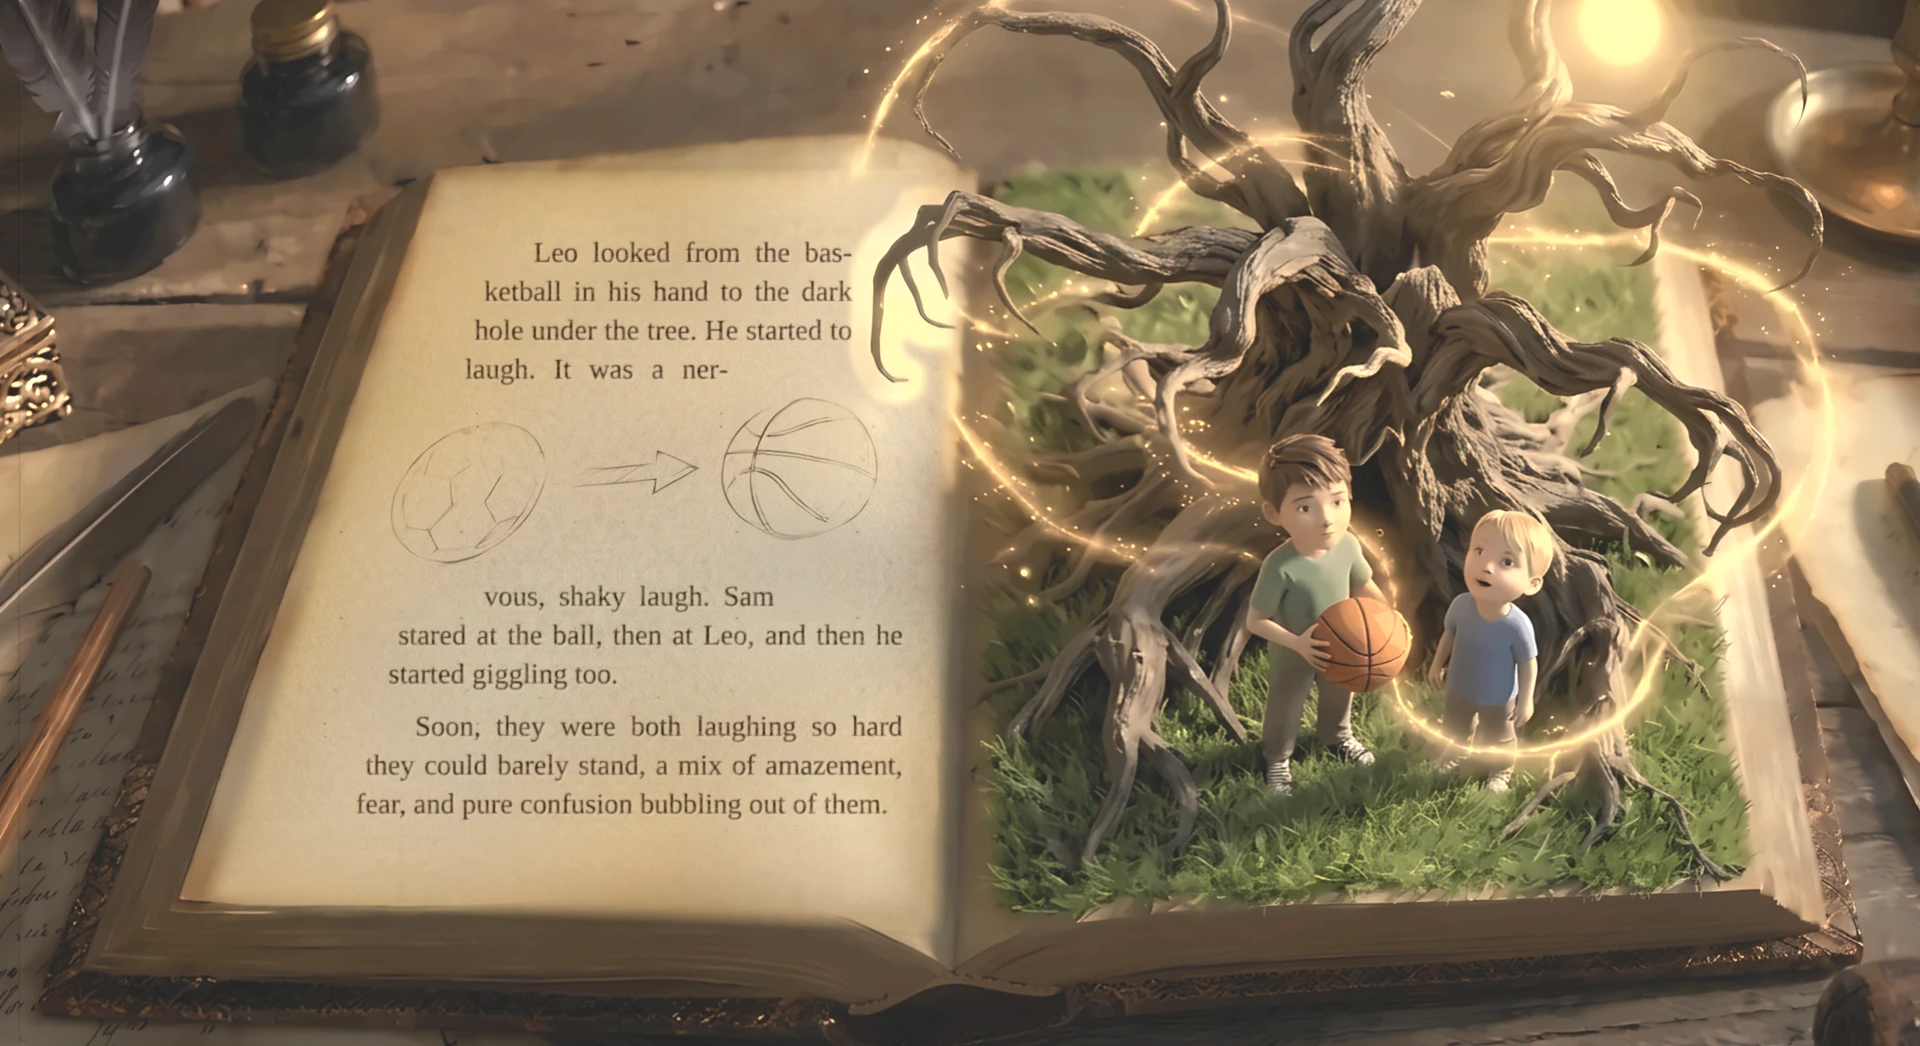 Leo looked from the bas-
ketball in his hand to the dark
hole under the tree. He started to
laugh. It was a ner-
vous, shaky laugh. Sam
stared at the ball, then at Leo, and then he
started giggling too.
Soon, they were both laughing so hard
they could barely stand, a mix of amazement,
fear, and pure confusion bubbling out of them.